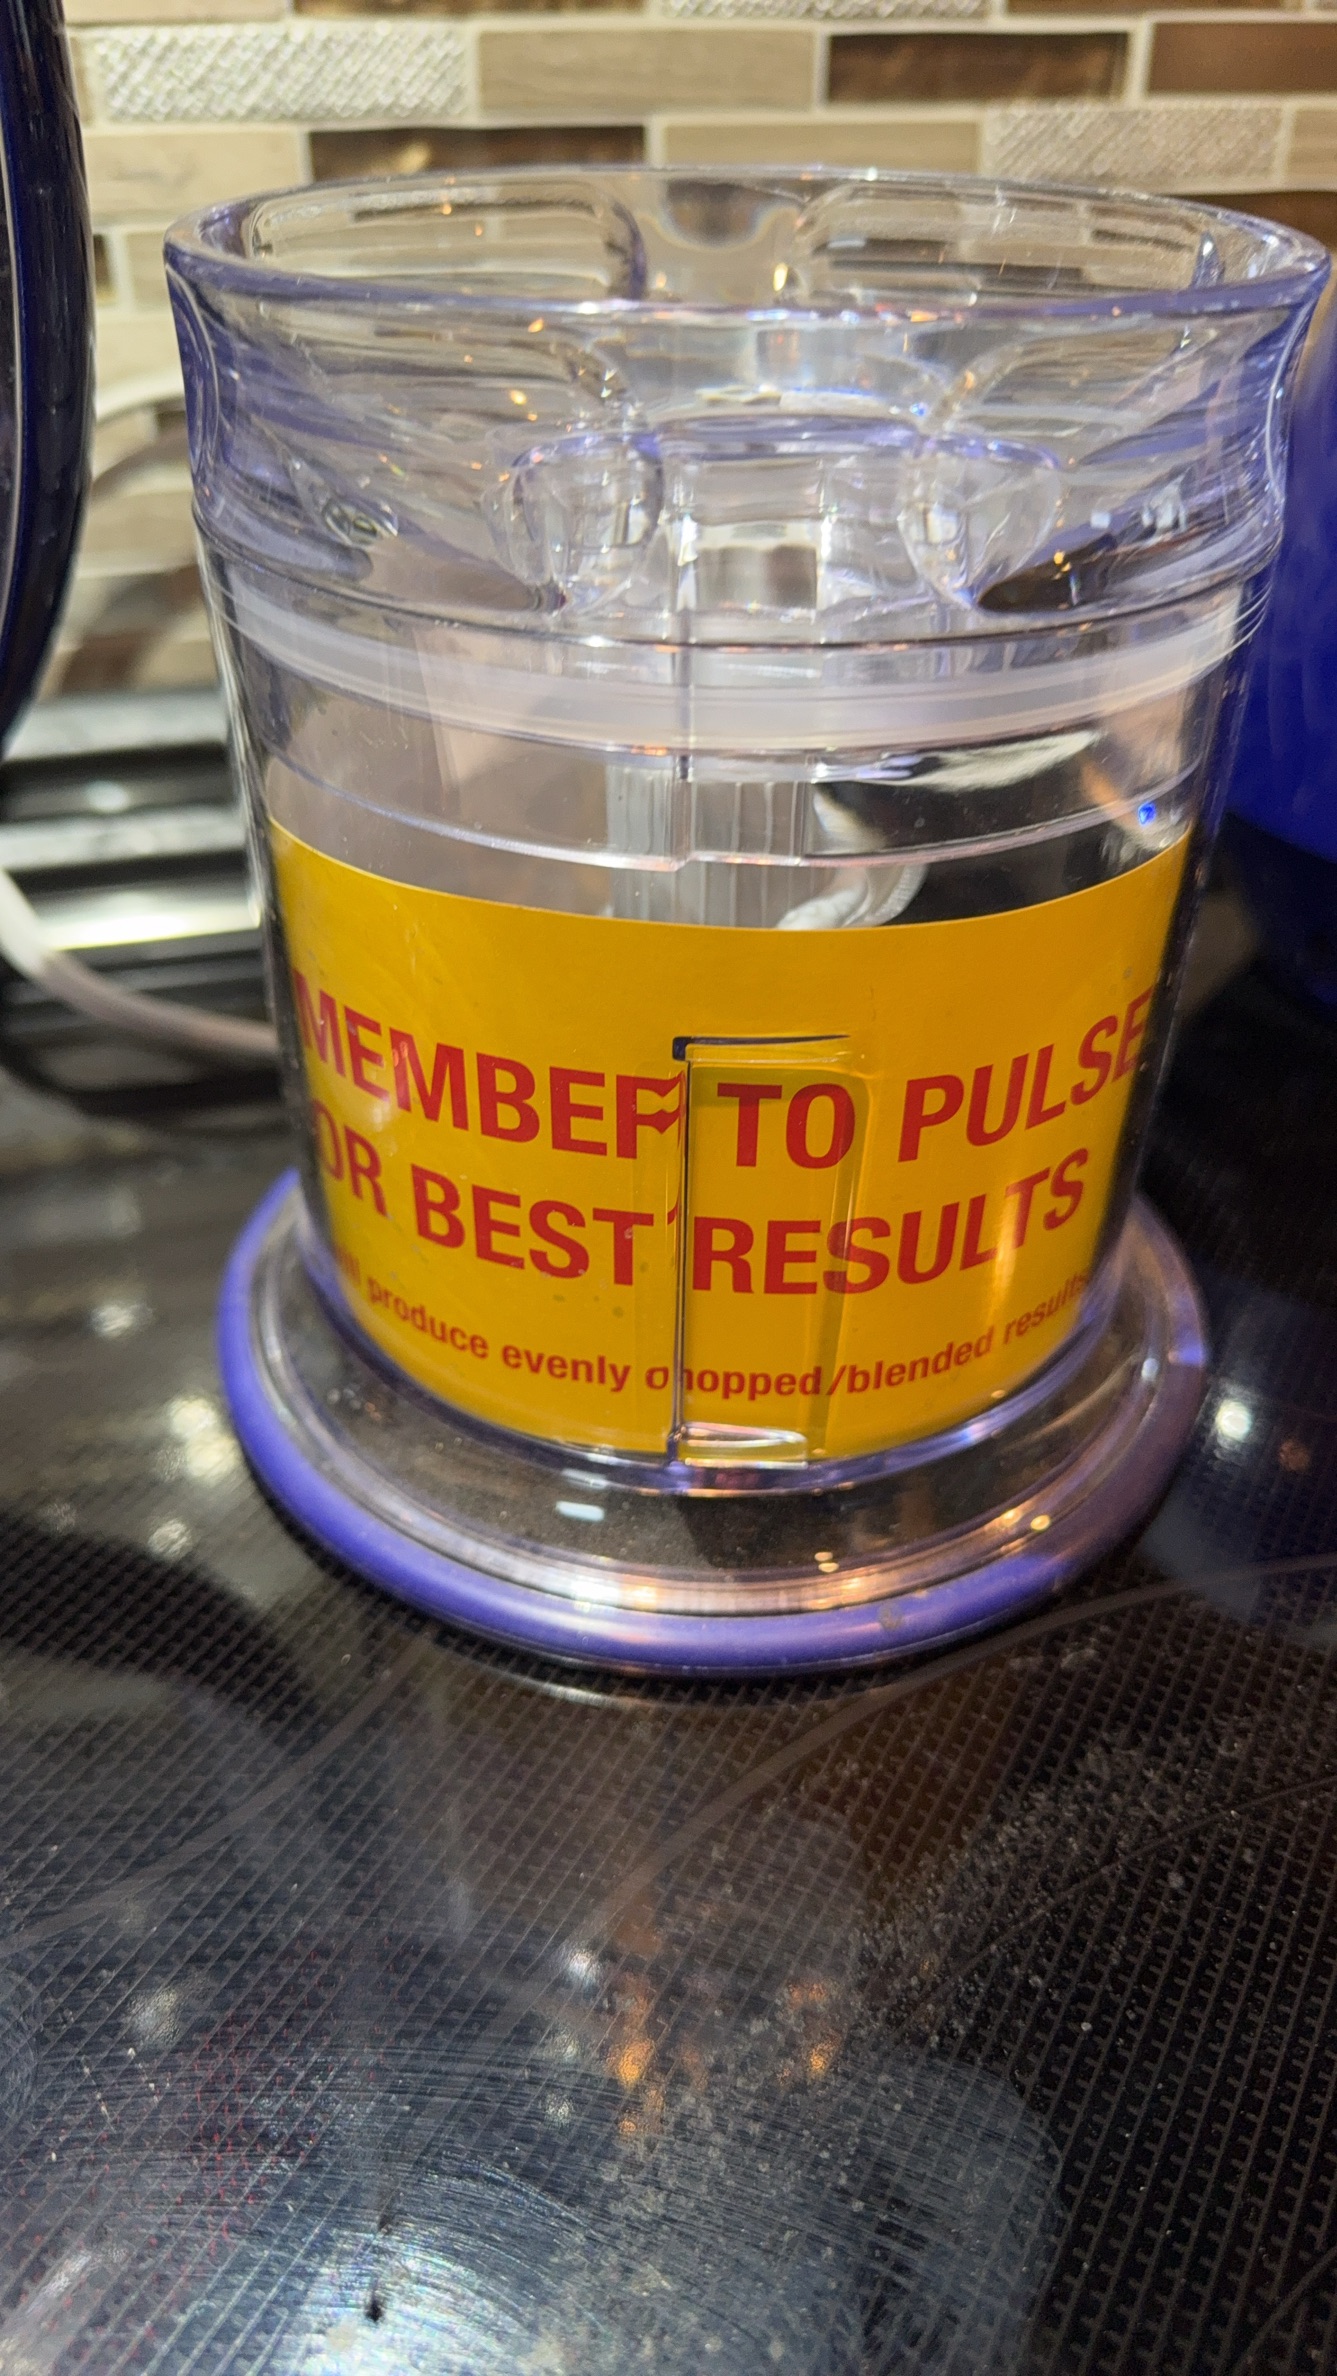 MEMBER TO PULSE
OR BEST RESULTS
produce evenly chopped/blended results